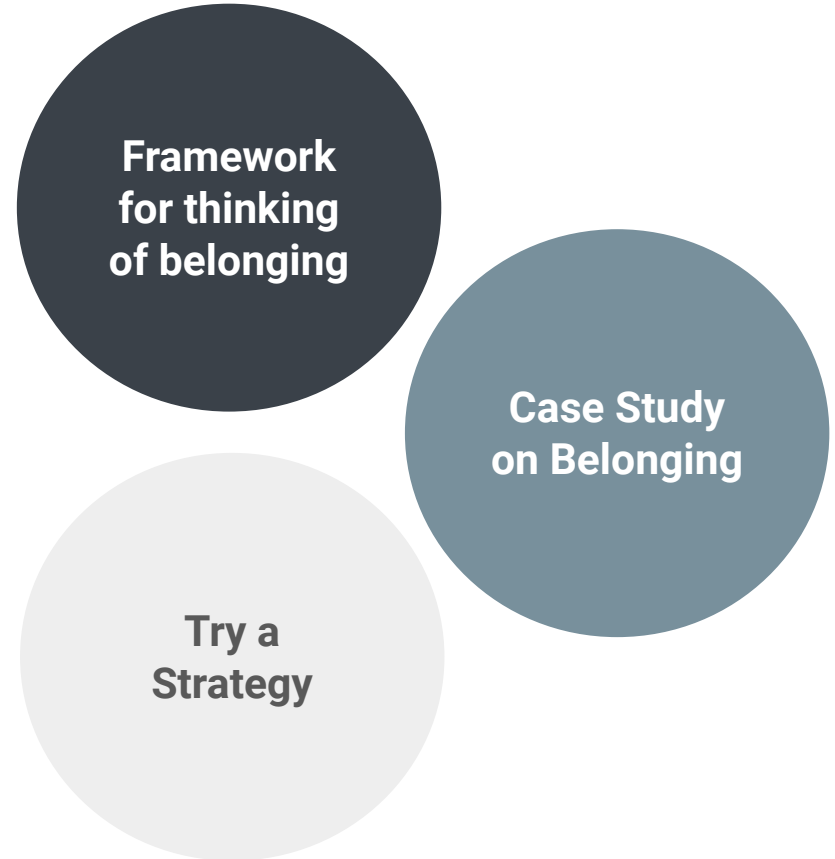 Framework
for thinking
of belonging
Case Study
on Belonging
Try a
Strategy